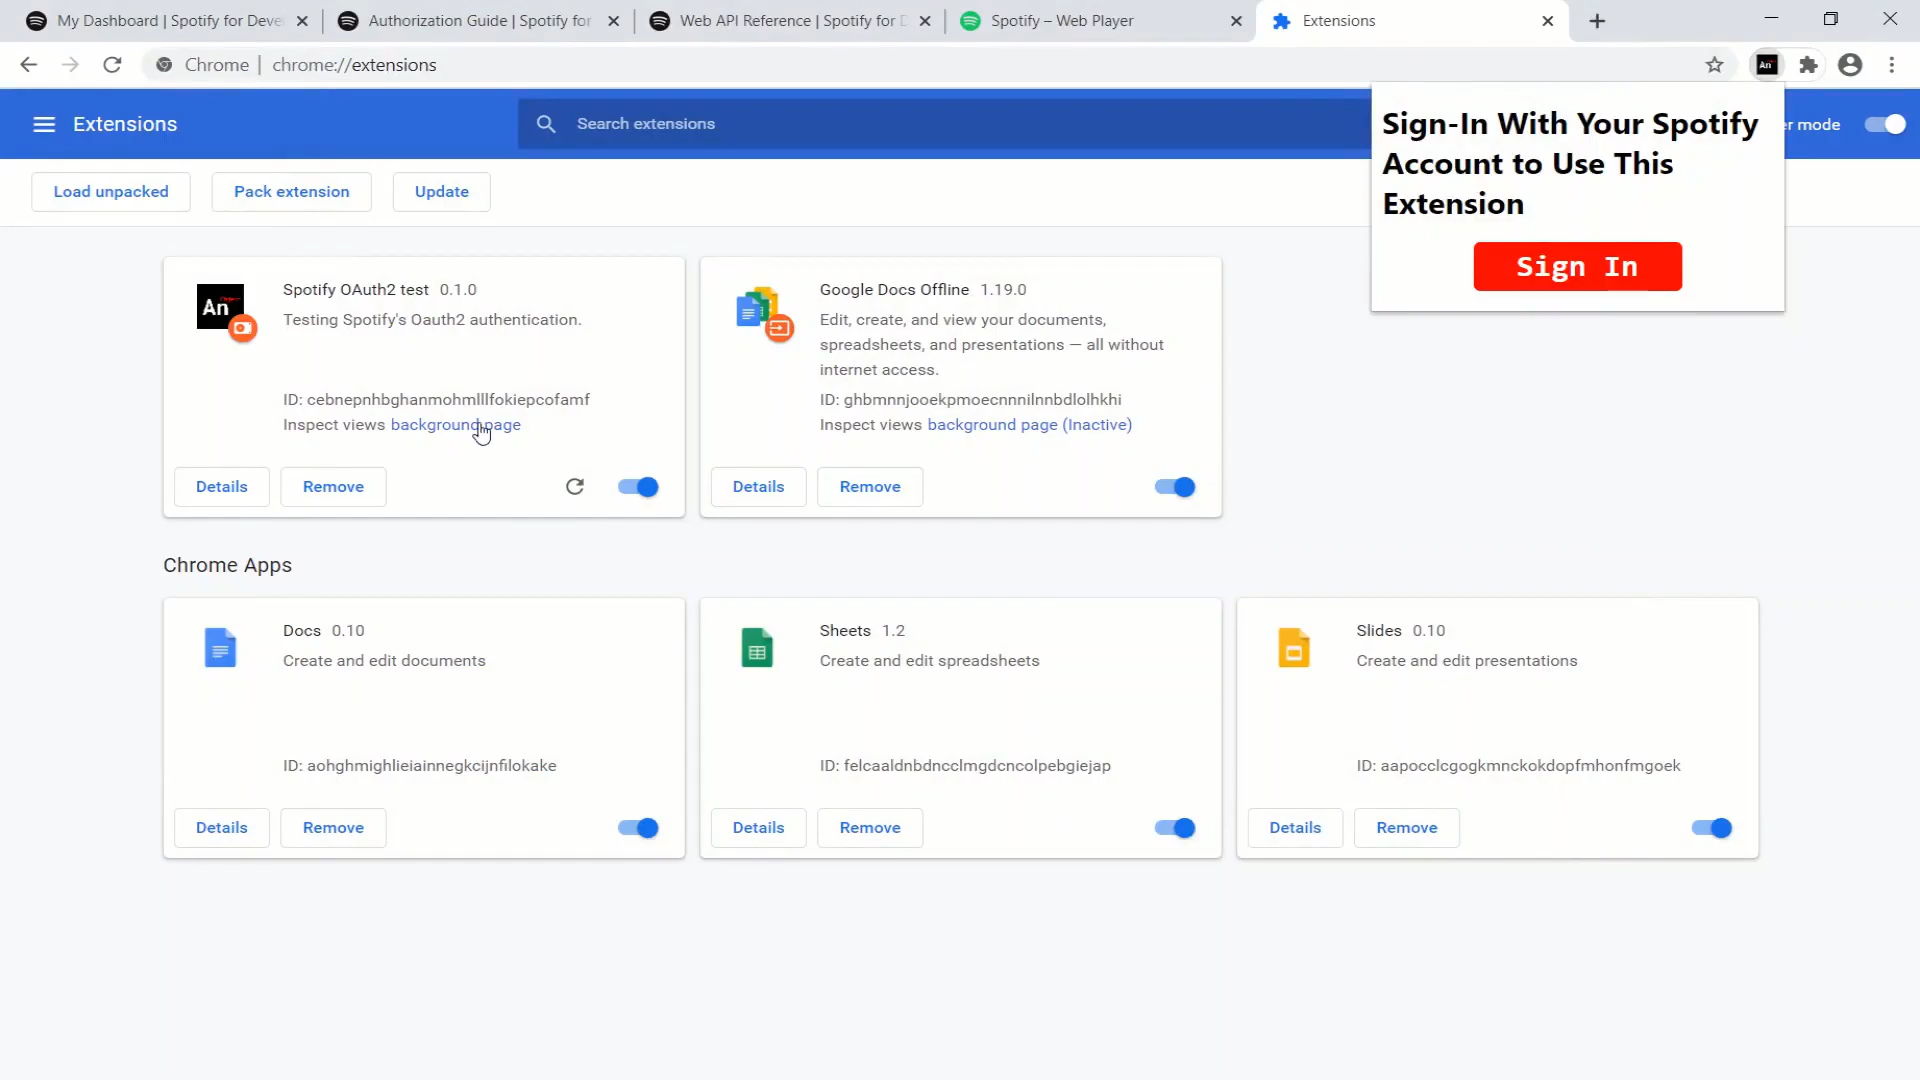 My Dashboard | Spotify for Deve
Authorization Guide | Spotify for
Web API Reference | Spotify for D
Spotify – Web Player
Extensions
Chrome | chrome://extensions
An
Extensions
Search extensions
er mode
Sign-In With Your Spotify
Account to Use This
Extension
Sign In
Load unpacked
Pack extension
Update
An
Spotify OAuth2 test 0.1.0
Testing Spotify's Oauth2 authentication.
ID: cebnepnhbghanmohmlllfokiepcofamf
Inspect views background page
Details
Remove
Google Docs Offline 1.19.0
Edit, create, and view your documents,
spreadsheets, and presentations — all without
internet access.
ID: ghbmnnjooekpmoecnnnilnnbdlolhkhi
Inspect views background page (Inactive)
Details
Remove
Chrome Apps
Docs 0.10
Create and edit documents
ID: aohghmighlieiainnegkcijnfilokake
Details
Remove
Sheets 1.2
Create and edit spreadsheets
ID: felcaaldnbdncclmgdcncolpebgiejap
Details
Remove
Slides 0.10
Create and edit presentations
ID: aapocclcgogkmnckokdopfmhonfmgoek
Details
Remove